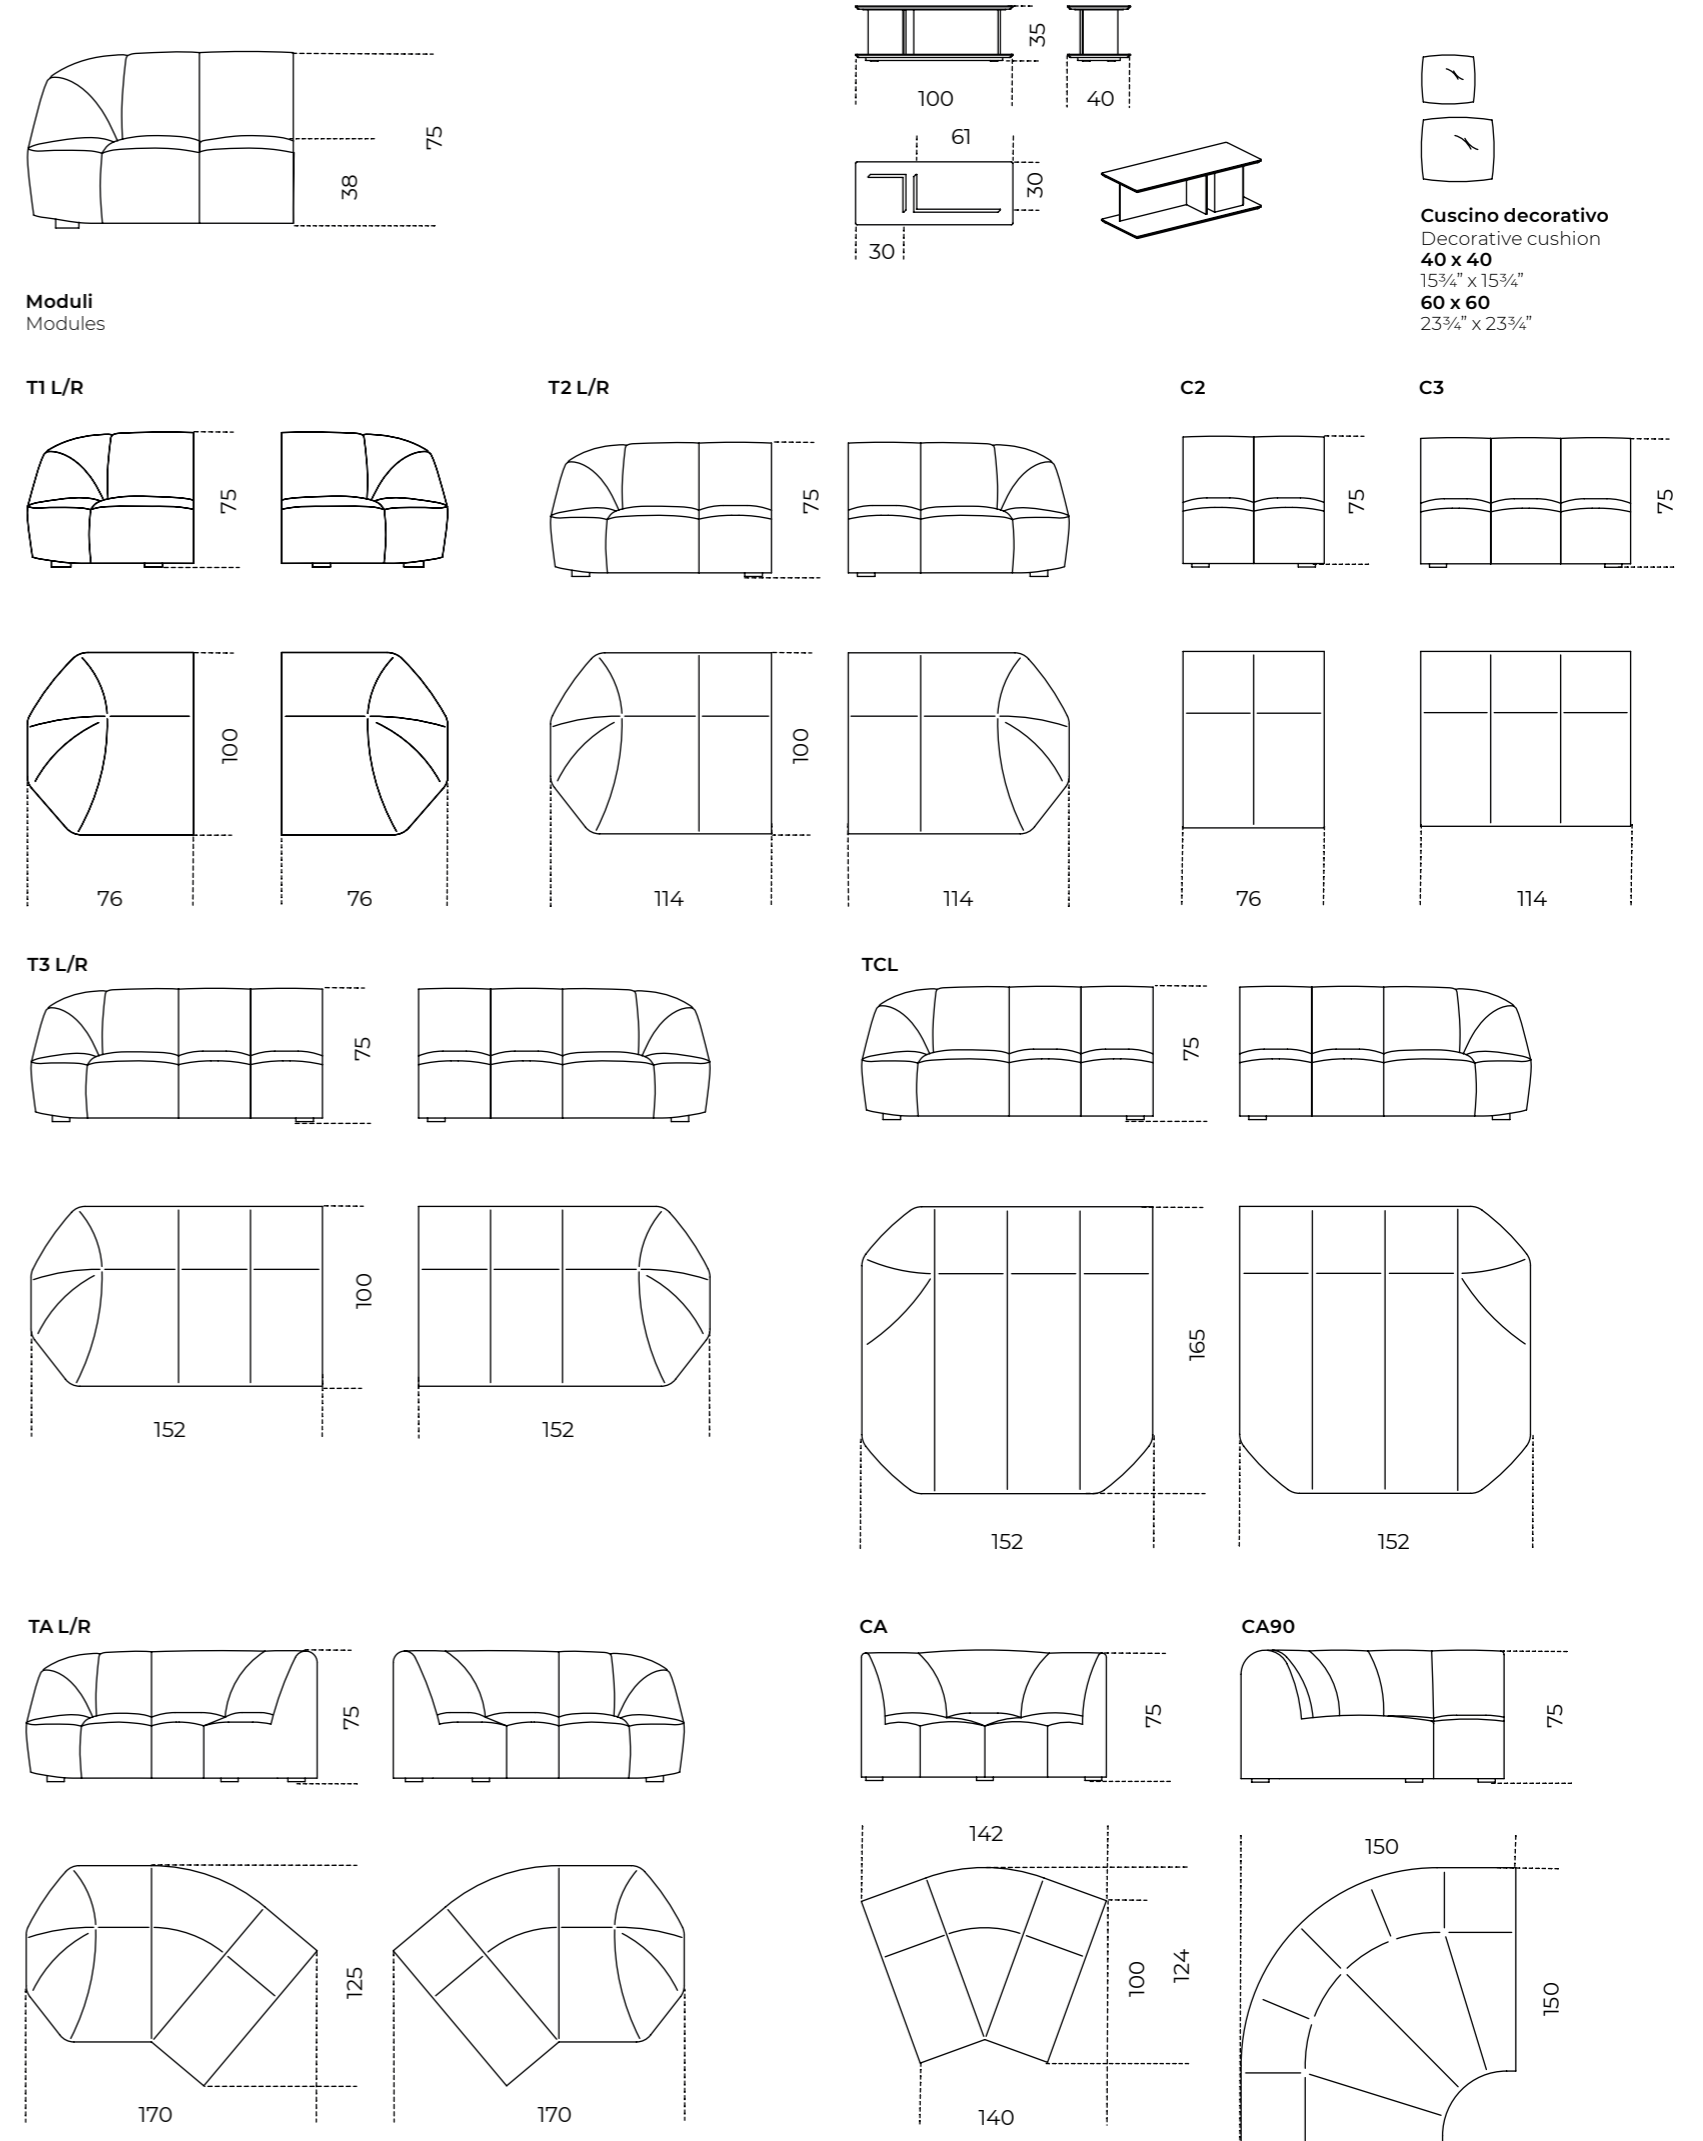 75
38
35
100
40
61
30
30
Cuscino decorativo
Decorative cushion
40 x 40
15¾” x 15¾”
60 x 60
23¾” x 23¾”
Moduli
Modules
T1 L/R
T2 L/R
C2
C3
75
75
75
75
100
100
76
76
114
114
76
114
T3 L/R
TCL
75
75
100
165
152
152
152
152
TA L/R
CA
CA90
75
75
75
142
150
125
100
124
150
170
170
140